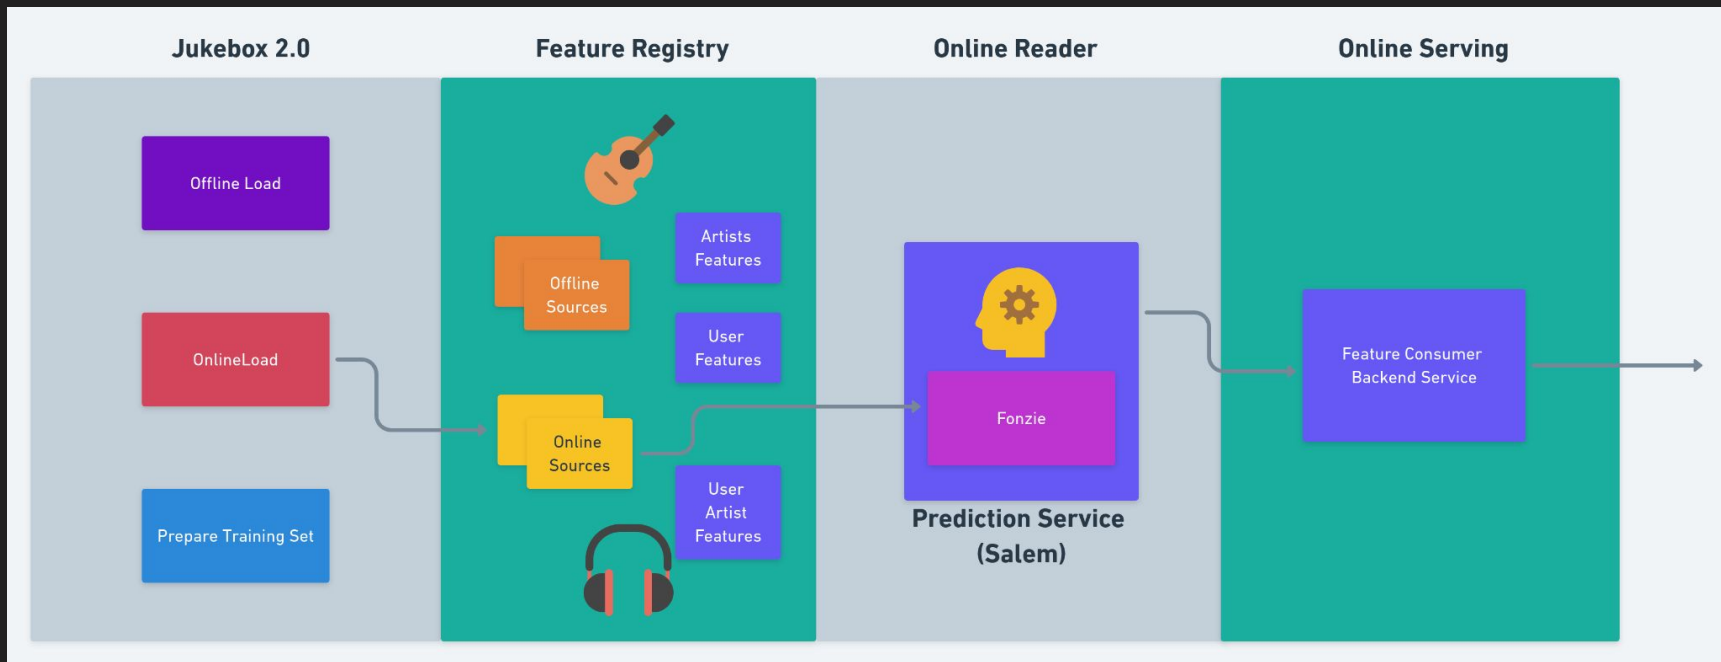 Jukebox 2.0
Feature Registry
Online Reader
Online Serving
Offline Load
OnlineLoad
Prepare Training Set
Offline
Sources
Online
Sources
Artists
Features
User
Features
User
Artist
Features
Fonzie
Prediction Service
(Salem)
Feature Consumer
Backend Service